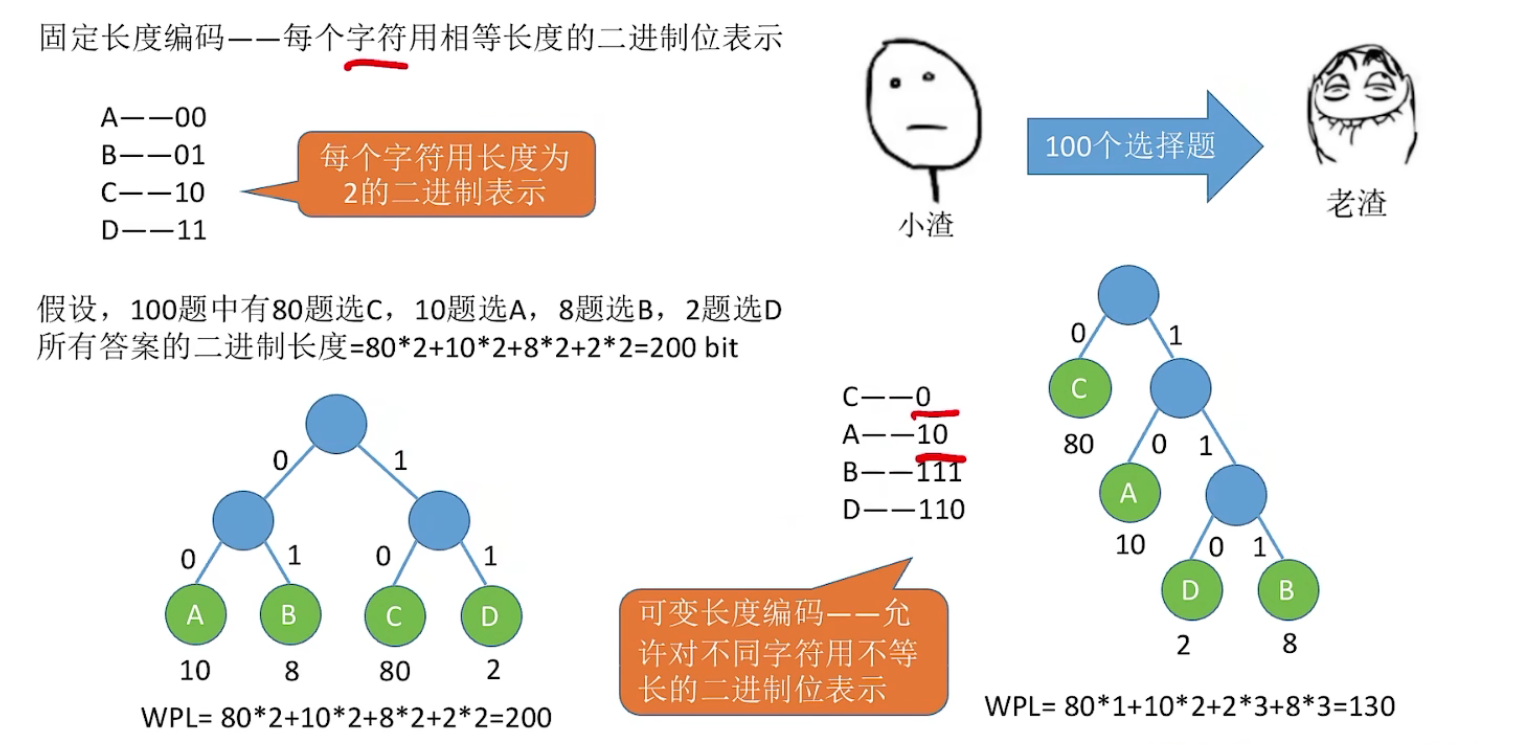 固定长度编码——每个字符用相等长度的二进制位表示
A——00
B——01
C——10
D——11
每个字符用长度为
2的二进制表示
100个选择题
小渣
老渣
假设，100题中有80题选C，10题选A，8题选B，2题选D
所有答案的二进制长度=80*2+10*2+8*2+2*2=200 bit
0 1
0 1 0 1
A B C D
10 8 80 2
WPL= 80*2+10*2+8*2+2*2=200
C——0
A——10
B——111
D——110
可变长度编码——允
许对不同字符用不等
长的二进制位表示
0 1
C
80 0 1
A
10 0 1
D B
2 8
WPL= 80*1+10*2+2*3+8*3=130